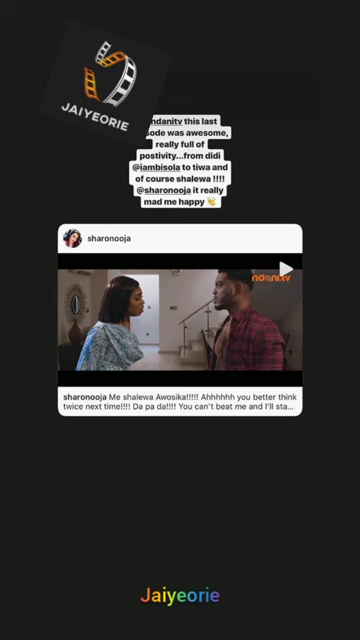 JAIYEORIE
ndanitv this last
sode was awesome,
really full of
postivity...from didi
@iambisola to tiwa and
of course shalewa !!!!
@sharonooja it really
mad me happy 👏
sharonooja
ndani.tv
sharonooja Me shalewa Awosika!!!!! Ahhhhhh you better think
twice next time!!!! Da pa da!!!! You can't beat me and I'll sta...
Jaiyeorie